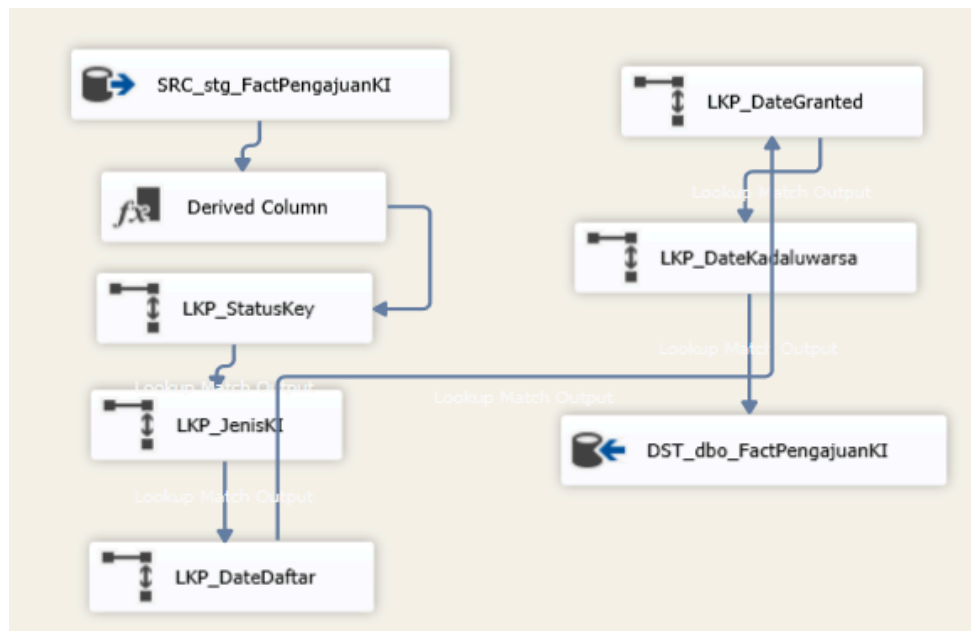 SRC_stg_FactPengajuanKI
fx
Derived Column
LKP_StatusKey
Lookup Match Output
LKP_JenisKI
Lookup Match Output
LKP_DateDaftar
Lookup Match Output
LKP_DateGranted
Lookup Match Output
LKP_DateKadaluwarsa
Lookup Match Output
DST_dbo_FactPengajuanKI